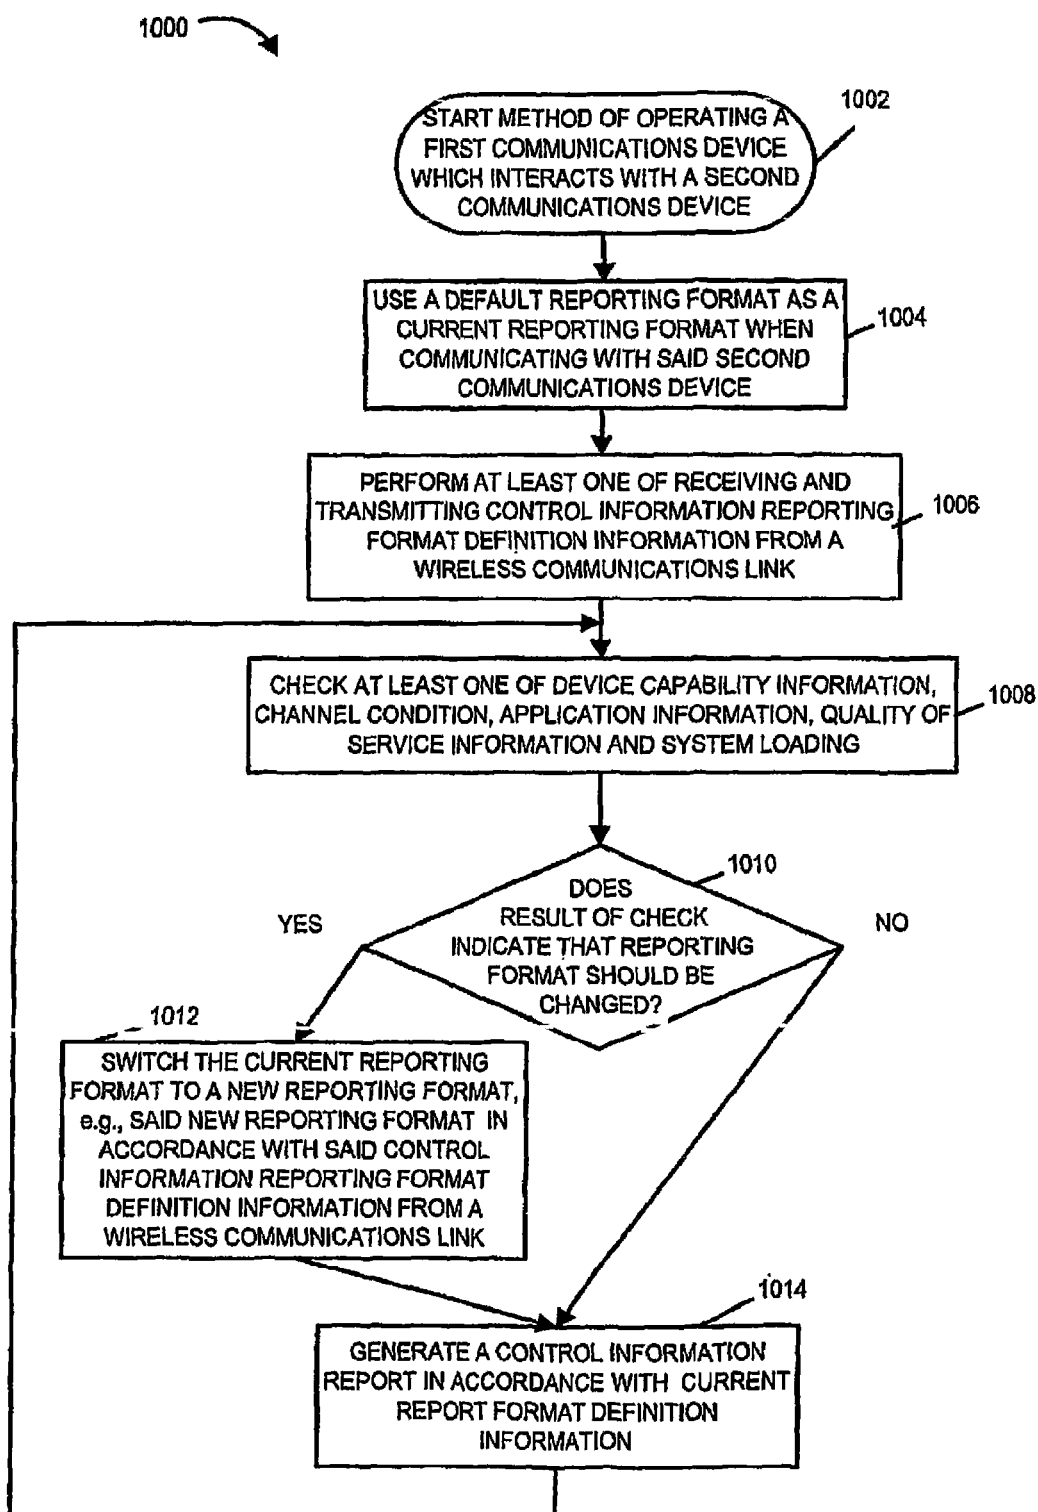 1000
1002
START METHOD OF OPERATING A
FIRST COMMUNICATIONS DEVICE
WHICH INTERACTS WITH A SECOND
COMMUNICATIONS DEVICE
USE A DEFAULT REPORTING FORMAT AS A
CURRENT REPORTING FORMAT WHEN
COMMUNICATING WITH SAID SECOND
COMMUNICATIONS DEVICE
1004
PERFORM AT LEAST ONE OF RECEIVING AND
TRANSMITTING CONTROL INFORMATION REPORTING
FORMAT DEFINITION INFORMATION FROM A
WIRELESS COMMUNICATIONS LINK
1006
CHECK AT LEAST ONE OF DEVICE CAPABILITY INFORMATION,
CHANNEL CONDITION, APPLICATION INFORMATION, QUALITY OF
SERVICE INFORMATION AND SYSTEM LOADING
1008
1010
DOES
RESULT OF CHECK
INDICATE THAT REPORTING
FORMAT SHOULD BE
CHANGED?
YES
NO
1012
SWITCH THE CURRENT REPORTING
FORMAT TO A NEW REPORTING FORMAT,
e.g., SAID NEW REPORTING FORMAT IN
ACCORDANCE WITH SAID CONTROL
INFORMATION REPORTING FORMAT
DEFINITION INFORMATION FROM A
WIRELESS COMMUNICATIONS LINK
1014
GENERATE A CONTROL INFORMATION
REPORT IN ACCORDANCE WITH CURRENT
REPORT FORMAT DEFINITION
INFORMATION